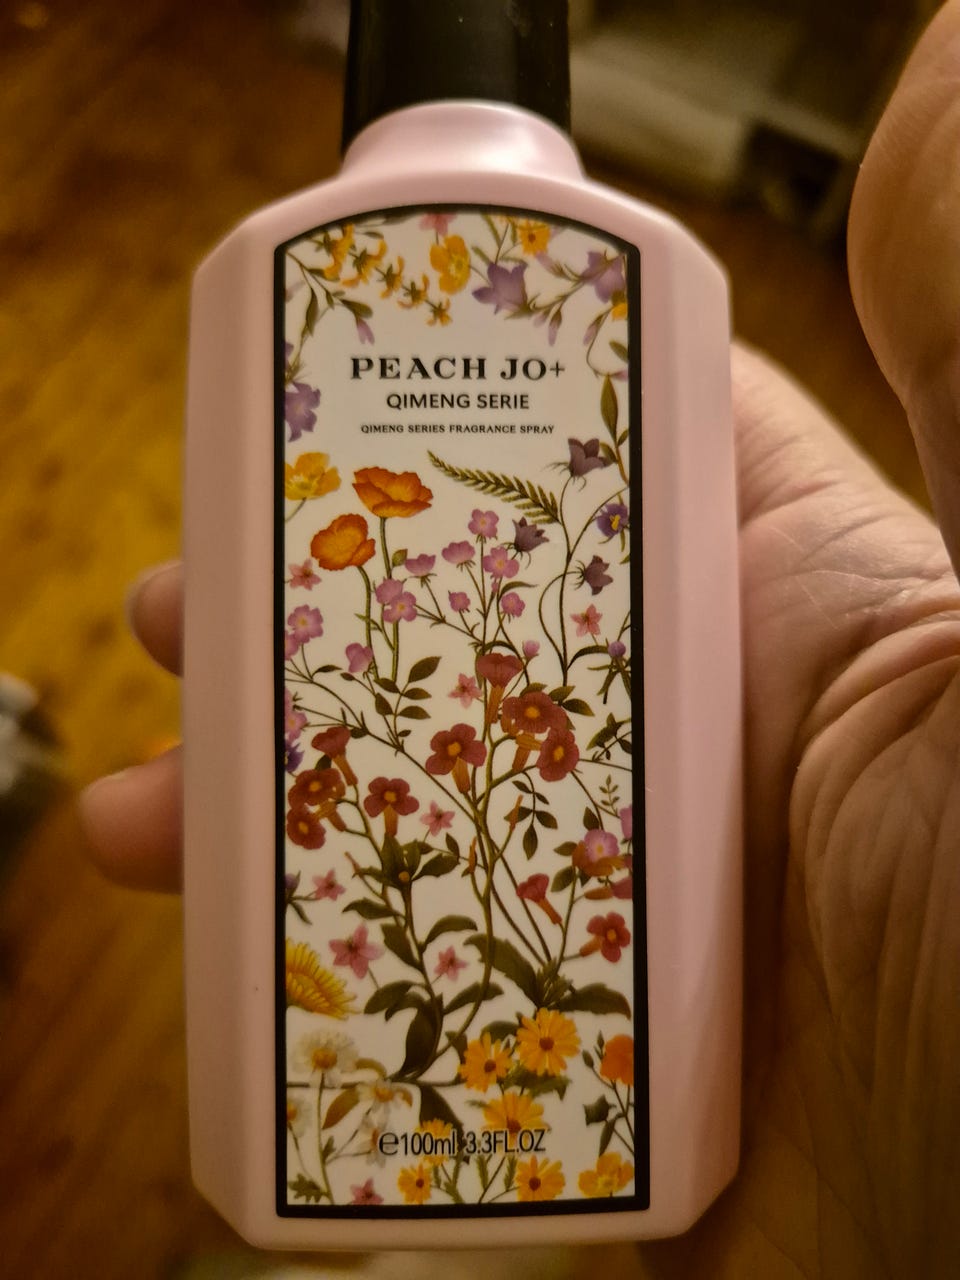 PEACH JO+
QIMENG SERIE
QIMENG SERIES FRAGRANCE SPRAY
℮100ml 3.3FL.OZ